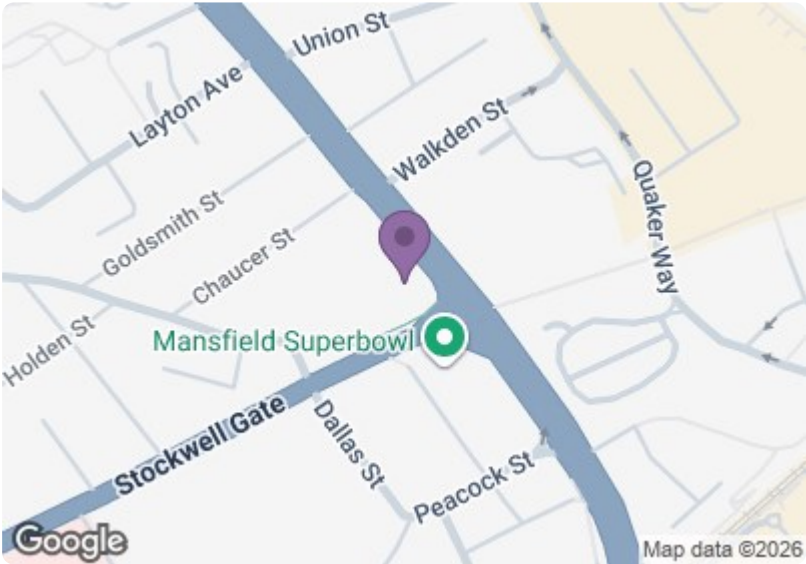 Union St
Layton Ave
Walkden St
Quaker Way
Goldsmith St
Chaucer St
Holden St
Mansfield Superbowl
Stockwell Gate
Dallas St
Peacock St
Google
Map data ©2026